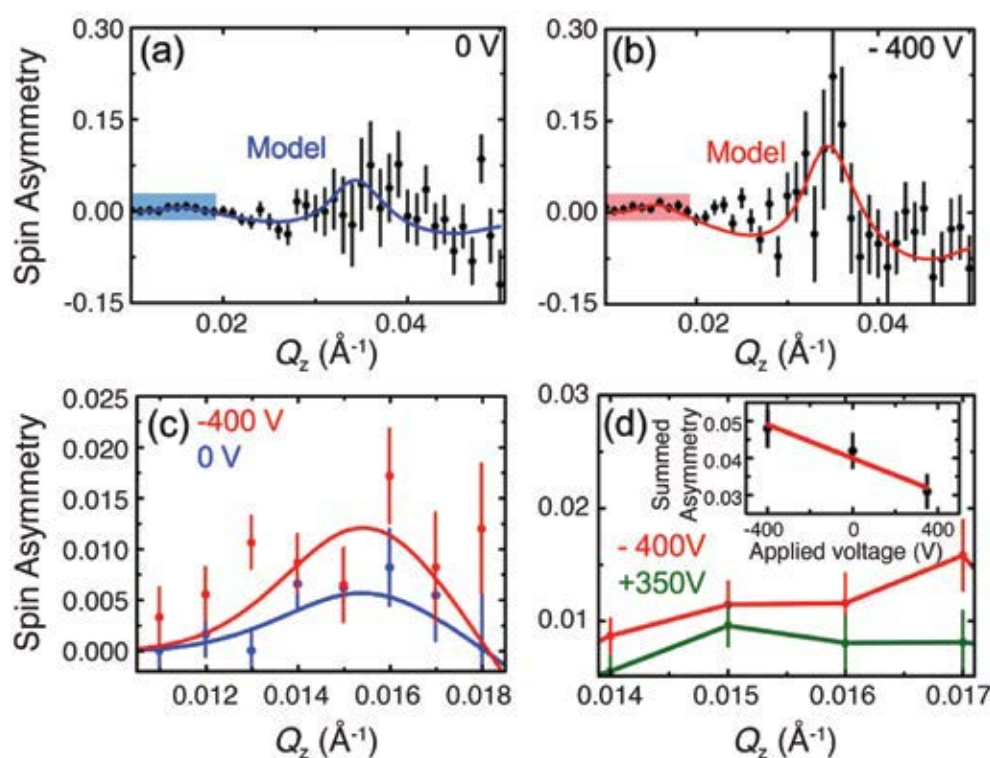 (a) 0 V
Model
0.30
0.15
0.00
-0.15
Spin Asymmetry
0.02 0.04
Qz (Å⁻¹)
(b) - 400 V
Model
0.30
0.15
0.00
-0.15
0.02 0.04
Qz (Å⁻¹)
(c) -400 V
0 V
0.025
0.020
0.015
0.010
0.005
0.000
Spin Asymmetry
0.012 0.014 0.016 0.018
Qz (Å⁻¹)
(d)
0.03
0.01
Summed
Asymmetry
0.05
0.04
0.03
-400 0 400
Applied voltage (V)
- 400V
+350V
0.014 0.015 0.016 0.017
Qz (Å⁻¹)